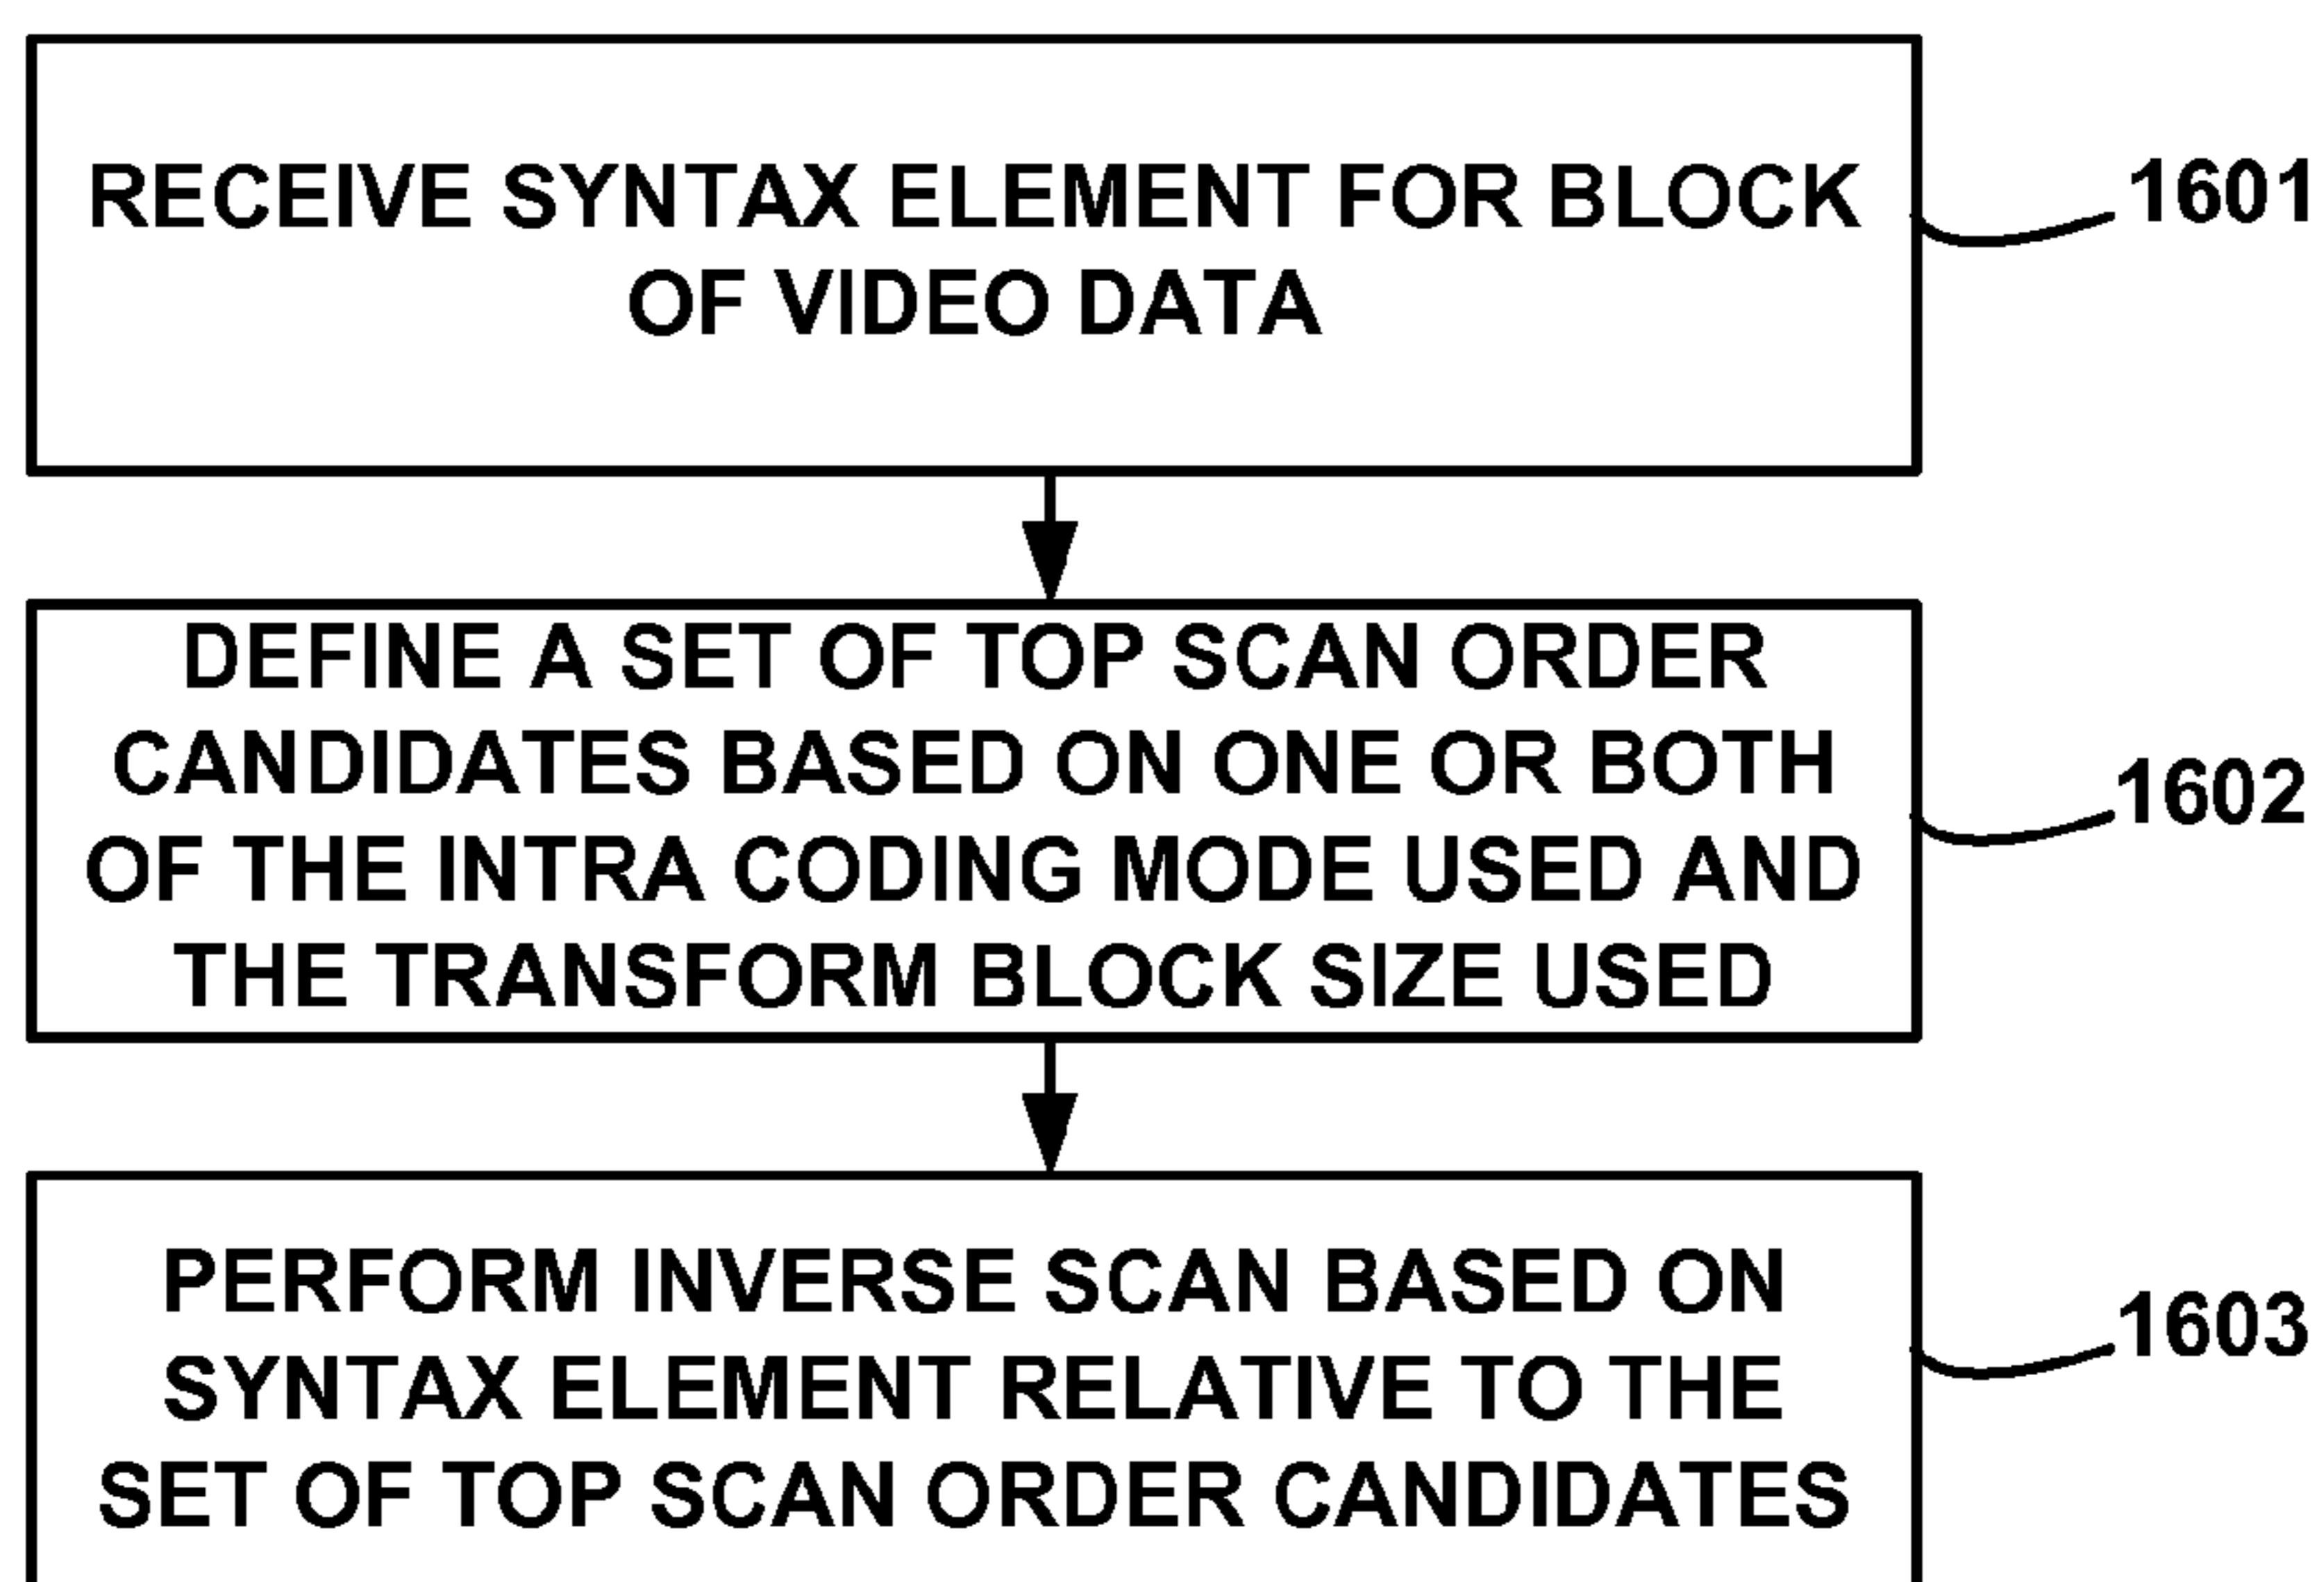 RECEIVE SYNTAX ELEMENT FOR BLOCK
OF VIDEO DATA
1601
DEFINE A SET OF TOP SCAN ORDER
CANDIDATES BASED ON ONE OR BOTH
OF THE INTRA CODING MODE USED AND
THE TRANSFORM BLOCK SIZE USED
1602
PERFORM INVERSE SCAN BASED ON
SYNTAX ELEMENT RELATIVE TO THE
SET OF TOP SCAN ORDER CANDIDATES
1603